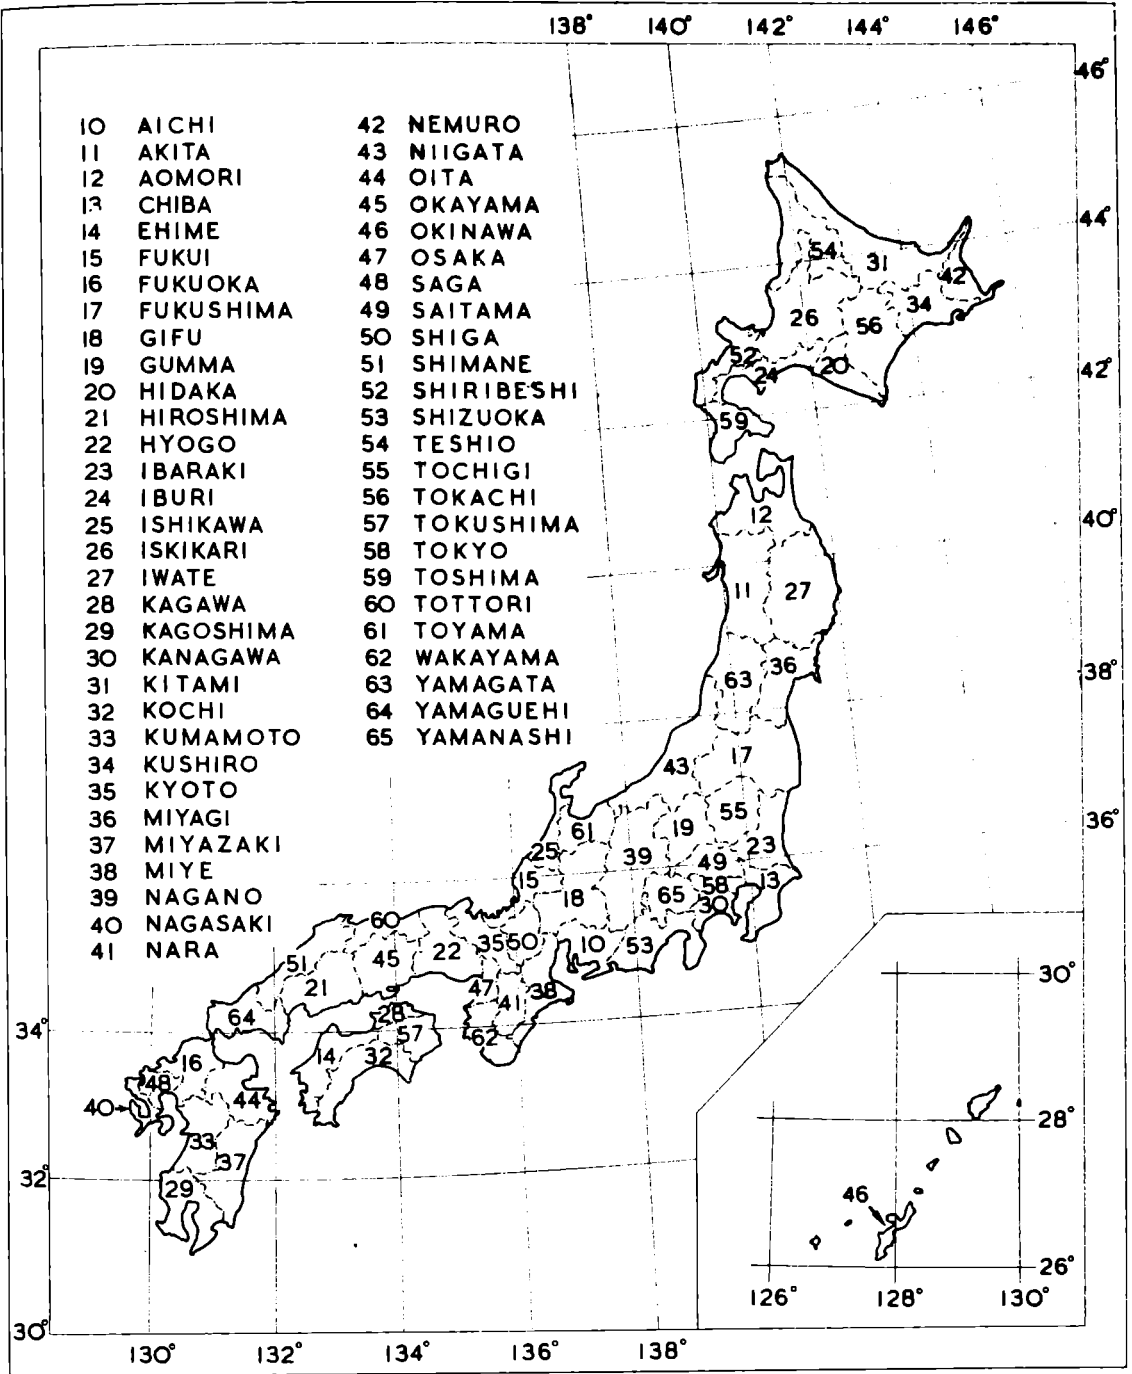 138° 140° 142° 144° 146°
46°
44°
42°
40°
38°
36°
10 AICHI
11 AKITA
12 AOMORI
13 CHIBA
14 EHIME
15 FUKUI
16 FUKUOKA
17 FUKUSHIMA
18 GIFU
19 GUMMA
20 HIDAKA
21 HIROSHIMA
22 HYOGO
23 IBARAKI
24 IBURI
25 ISHIKAWA
26 ISKIKARI
27 IWATE
28 KAGAWA
29 KAGOSHIMA
30 KANAGAWA
31 KITAMI
32 KOCHI
33 KUMAMOTO
34 KUSHIRO
35 KYOTO
36 MIYAGI
37 MIYAZAKI
38 MIYE
39 NAGANO
40 NAGASAKI
41 NARA
42 NEMURO
43 NIIGATA
44 OITA
45 OKAYAMA
46 OKINAWA
47 OSAKA
48 SAGA
49 SAITAMA
50 SHIGA
51 SHIMANE
52 SHIRIBESHI
53 SHIZUOKA
54 TESHIO
55 TOCHIGI
56 TOKACHI
57 TOKUSHIMA
58 TOKYO
59 TOSHIMA
60 TOTTORI
61 TOYAMA
62 WAKAYAMA
63 YAMAGATA
64 YAMAGUEHI
65 YAMANASHI
54
31
42
34
26
56
52
24
20
59
12
11
27
36
63
17
43
55
61
19
23
25
39
49
15
58
13
18
65
30
60
35
50
10
53
22
45
51
21
47
38
41
64
28
57
62
14
32
16
48
40
44
33
37
29
34°
32°
30°
130° 132° 134° 136° 138°
30°
28°
46
26°
126° 128° 130°